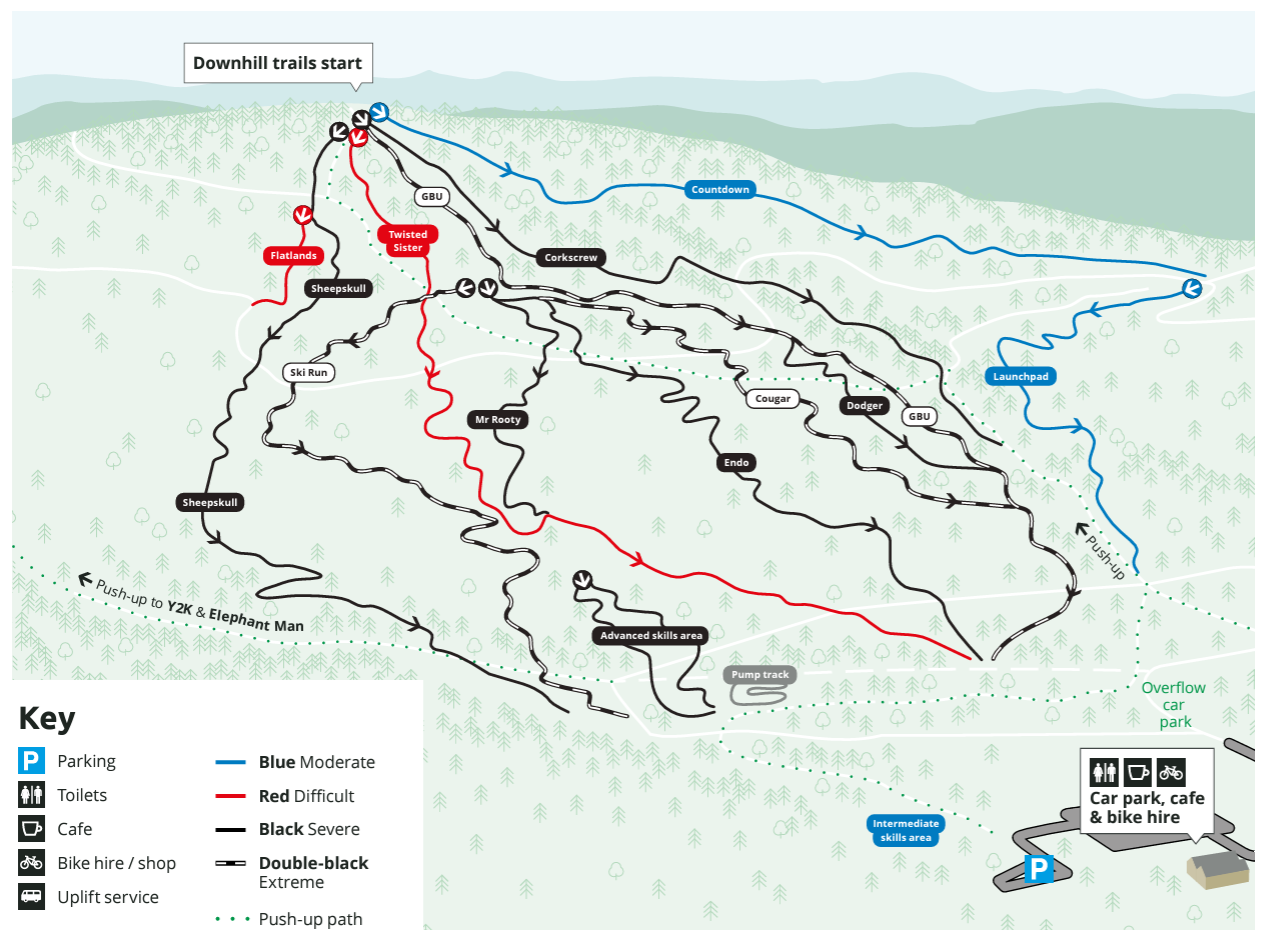 Downhill trails start
Countdown
GBU
Twisted
Sister
Flatlands
Corkscrew
Sheepskull
Ski Run
Launchpad
Cougar
Dodger
GBU
Mr Rooty
Endo
Sheepskull
Push-up
Push-up to Y2K & Elephant Man
Advanced skills area
Pump track
Overflow
car
park
Intermediate
skills area
Car park, cafe
& bike hire
P
Key
P Parking
Toilets
Cafe
Bike hire / shop
Uplift service
Blue Moderate
Red Difficult
Black Severe
Double-black
Extreme
Push-up path